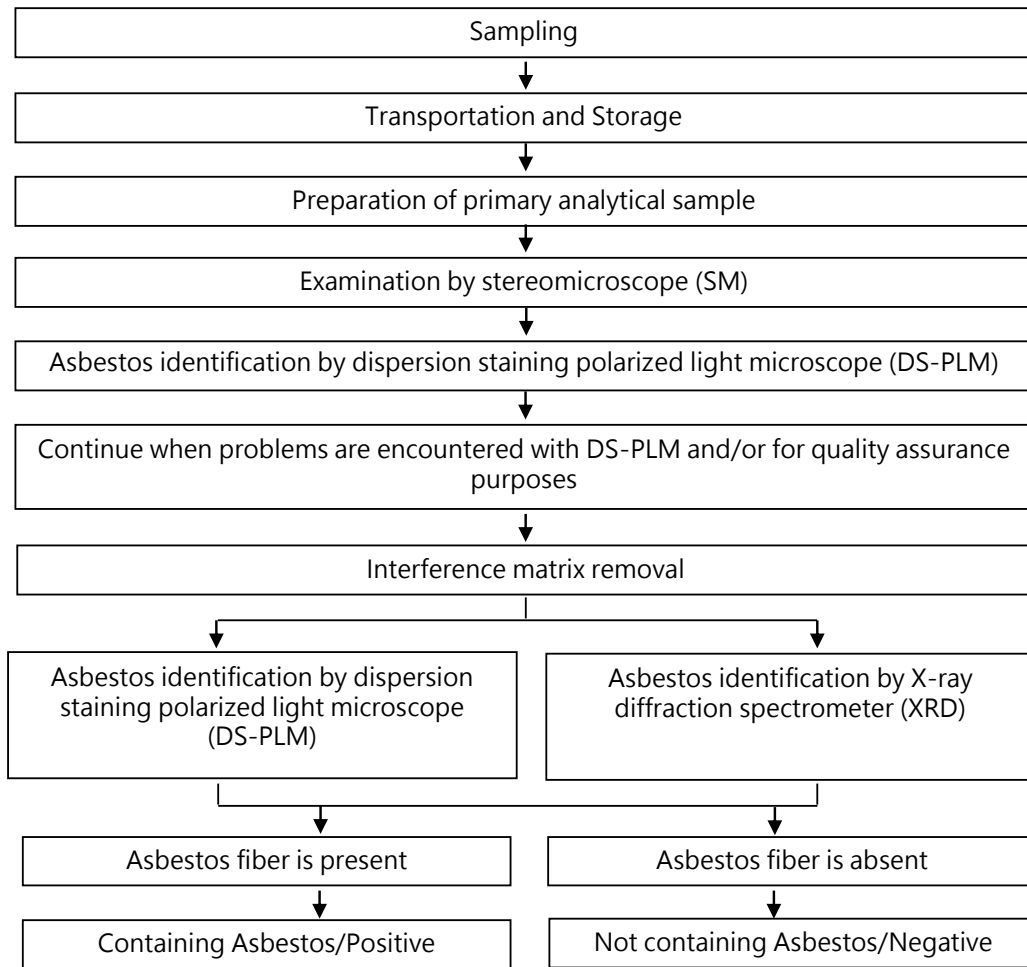 Sampling
Transportation and Storage
Preparation of primary analytical sample
Examination by stereomicroscope (SM)
Asbestos identification by dispersion staining polarized light microscope (DS-PLM)
Continue when problems are encountered with DS-PLM and/or for quality assurance
purposes
Interference matrix removal
Asbestos identification by dispersion
staining polarized light microscope
(DS-PLM)
Asbestos identification by X-ray
diffraction spectrometer (XRD)
Asbestos fiber is present
Asbestos fiber is absent
Containing Asbestos/Positive
Not containing Asbestos/Negative